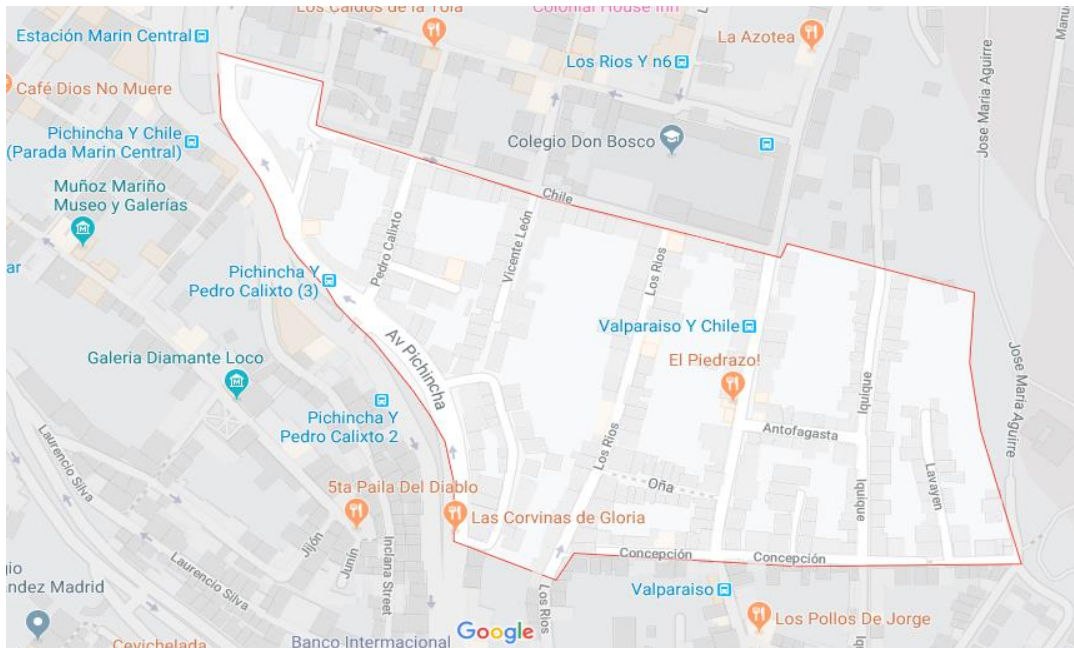 Los Caldos de la Tola
Colonial House Inn
Estación Marin Central
La Azotea
Los Rios Y n6
Café Dios No Muere
Manu
Jose Maria Aguirre
Pichincha Y Chile
(Parada Marin Central)
Colegio Don Bosco
Muñoz Mariño
Museo y Galerías
Chile
Pedro Calixto
Vicente León
Los Rios
ar
Pichincha Y
Pedro Calixto (3)
Valparaiso Y Chile
Av Pichincha
Galeria Diamante Loco
El Piedrazo!
Iquique
Jose Maria Aguirre
Pichincha Y
Pedro Calixto 2
Antofagasta
Los Rios
Laurencio Silva
Oña
Iquique
Lavayen
5ta Paila Del Diablo
Las Corvinas de Gloria
Jijón
Junín
Inclana Street
Concepción
Concepción
Laurencio Silva
gio
ndez Madrid
Valparaiso
Los Rios
Los Pollos De Jorge
Google
Banco Internacional
Cevichelada
Iq